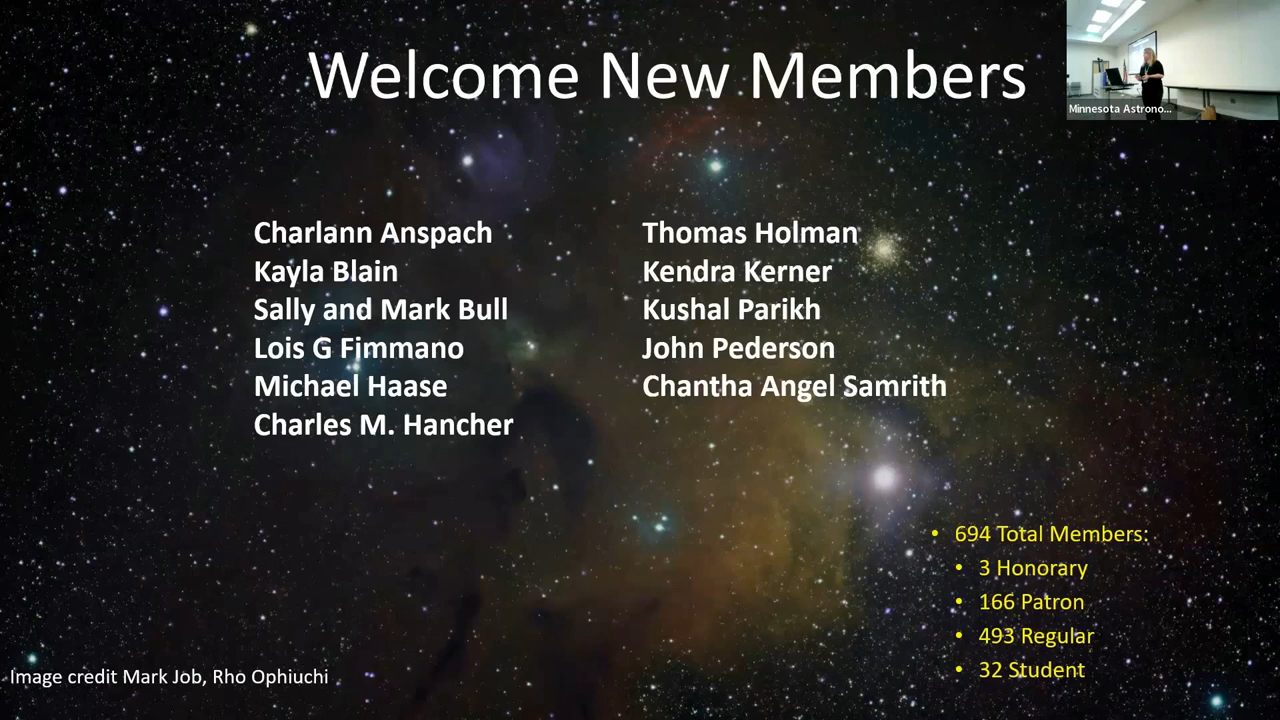 Welcome New Members
Minnesota Astrono...
Charlann Anspach
Kayla Blain
Sally and Mark Bull
Lois G Fimmano
Michael Haase
Charles M. Hancher
Thomas Holman
Kendra Kerner
Kushal Parikh
John Pederson
Chantha Angel Samrith
• 694 Total Members:
• 3 Honorary
• 166 Patron
• 493 Regular
• 32 Student
Image credit Mark Job, Rho Ophiuchi